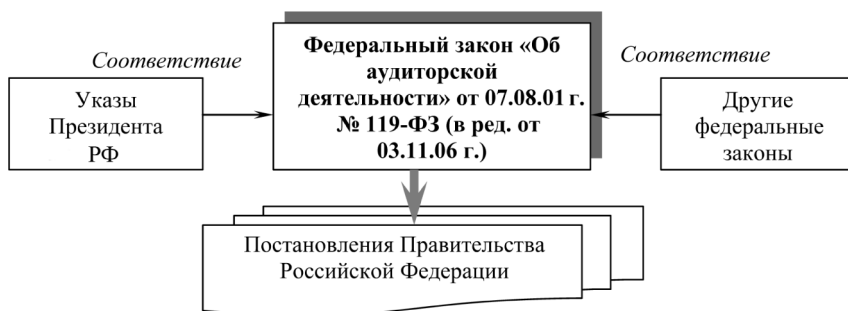 Соответствие
Указы
Президента
РФ
Федеральный закон «Об
аудиторской
деятельности» от 07.08.01 г.
№ 119-ФЗ (в ред. от
03.11.06 г.)
Соответствие
Другие
федеральные
законы
Постановления Правительства
Российской Федерации